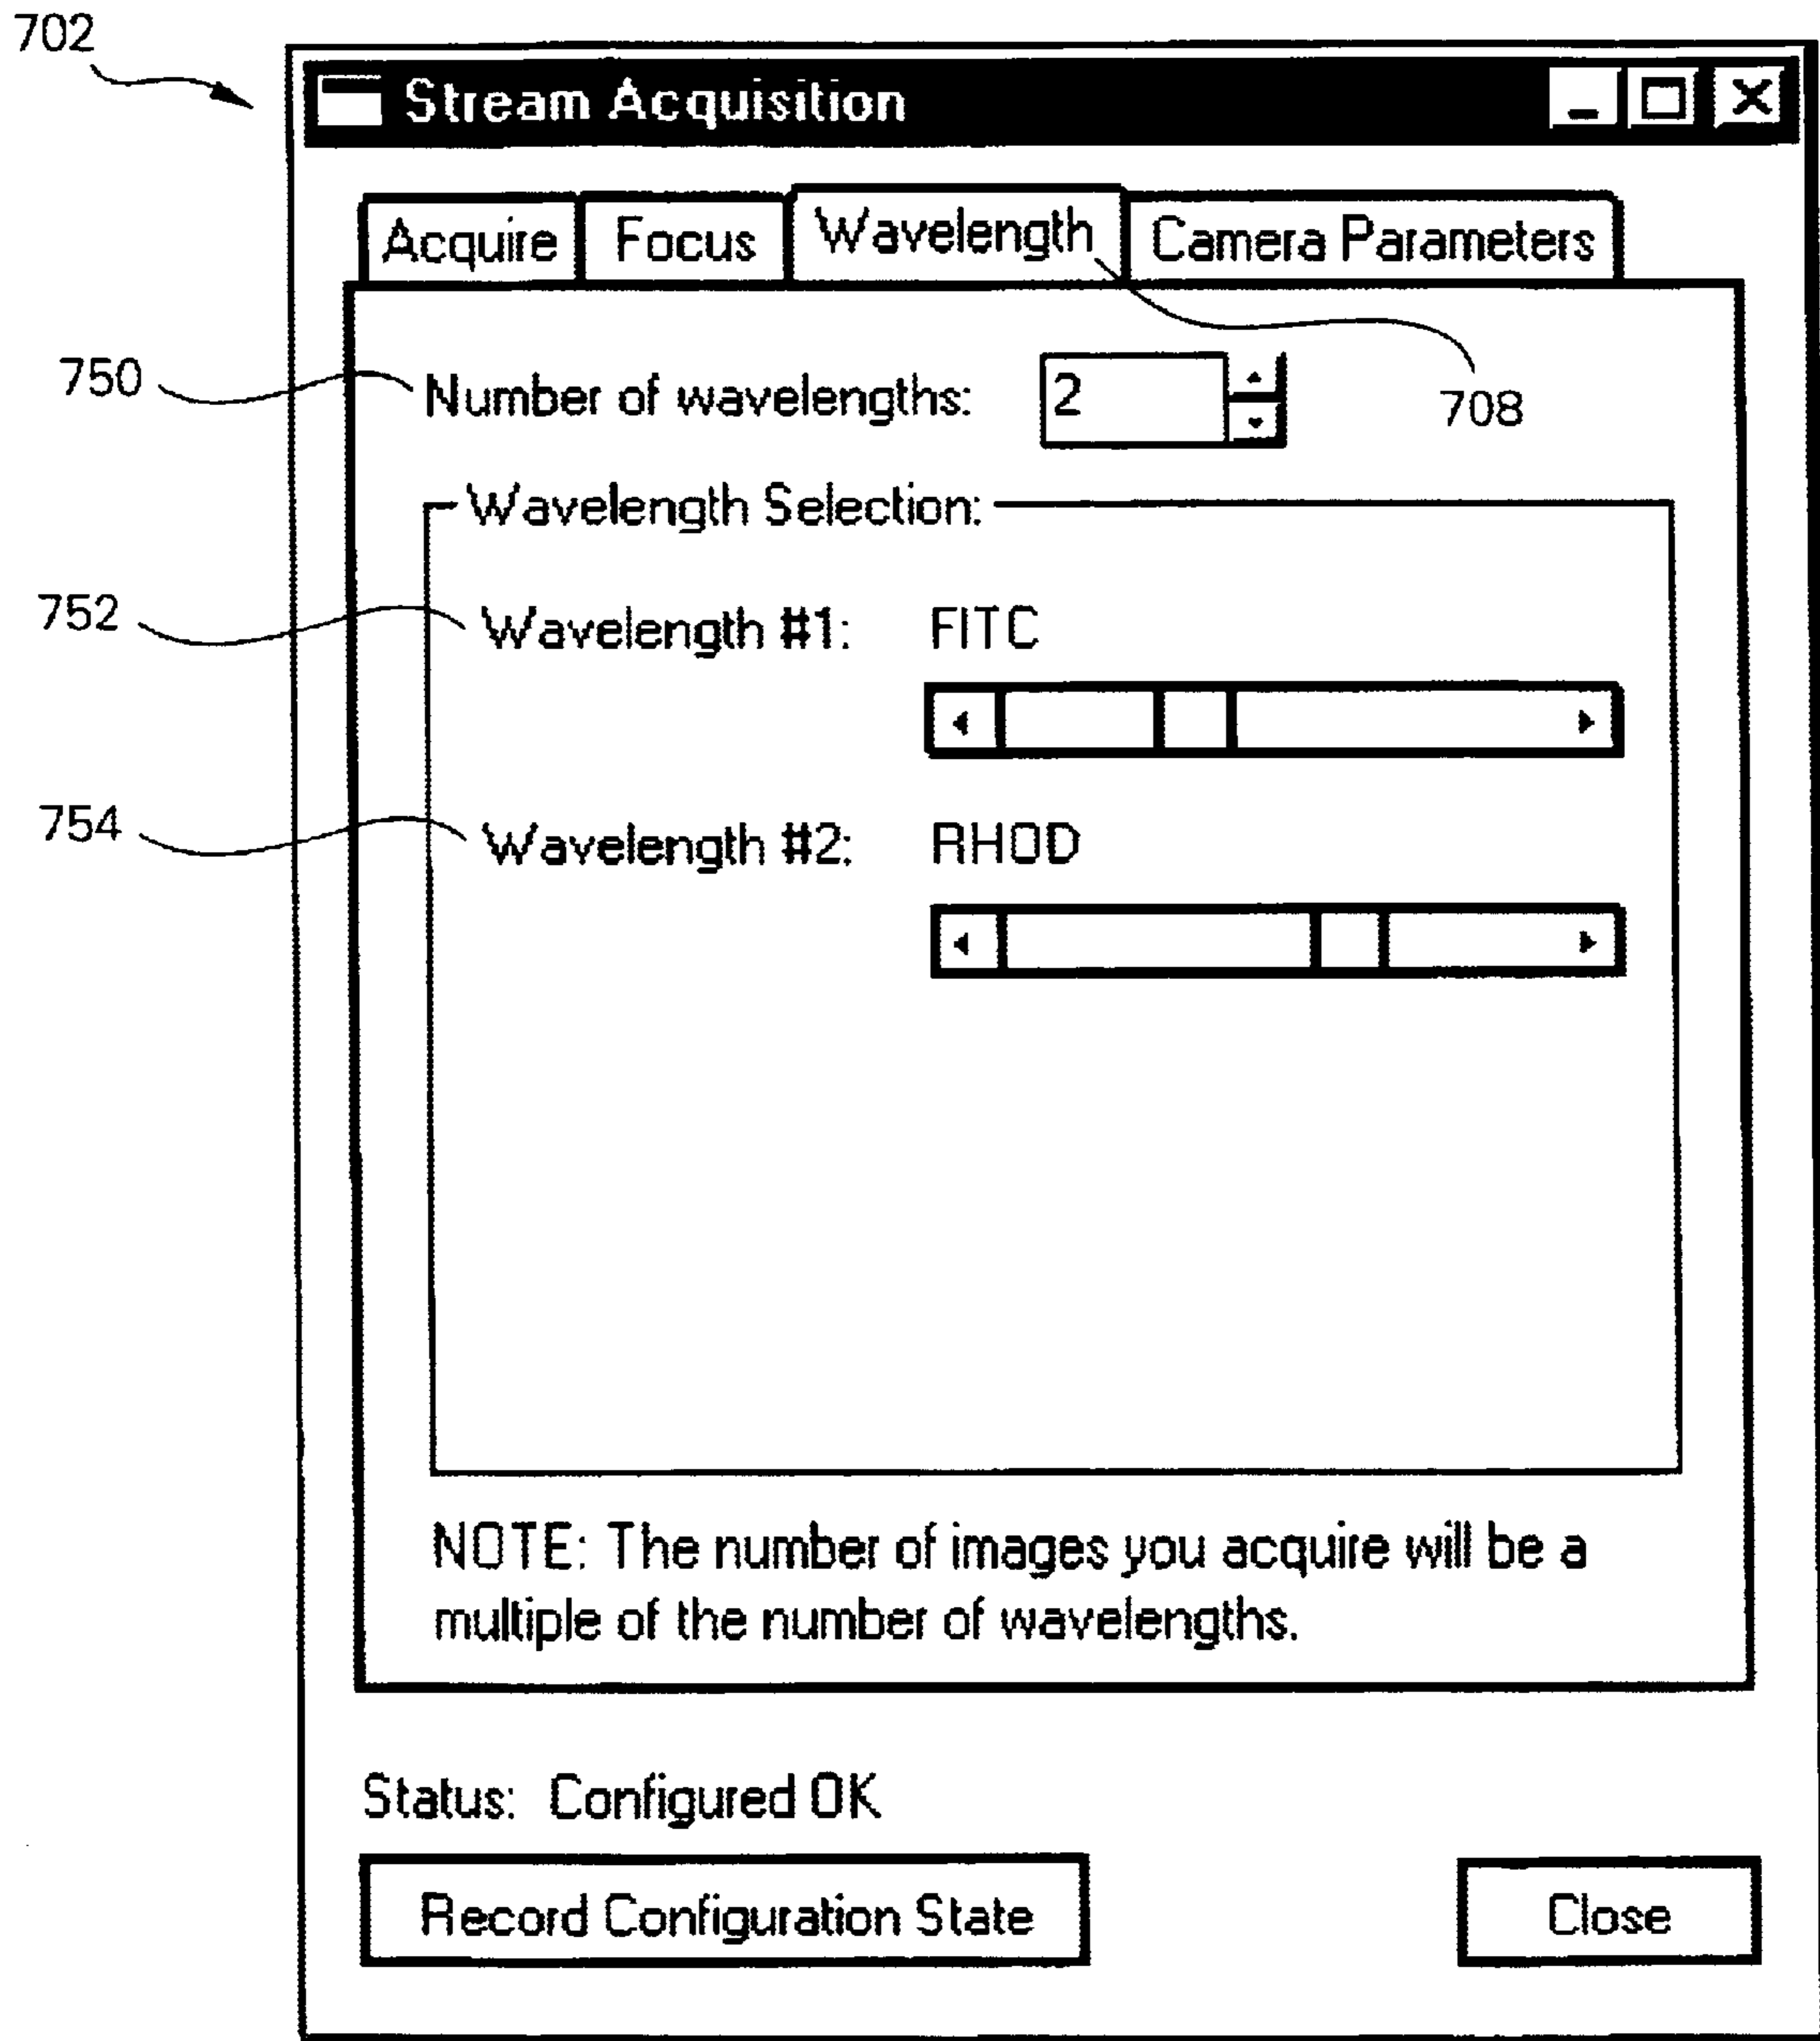 702
Stream Acquisition
Acquire Focus Wavelength Camera Parameters
750 Number of wavelengths: 2 708
Wavelength Selection:
752 Wavelength #1: FITC
754 Wavelength #2: RHOD
NOTE: The number of images you acquire will be a
multiple of the number of wavelengths.
Status: Configured OK
Record Configuration State Close